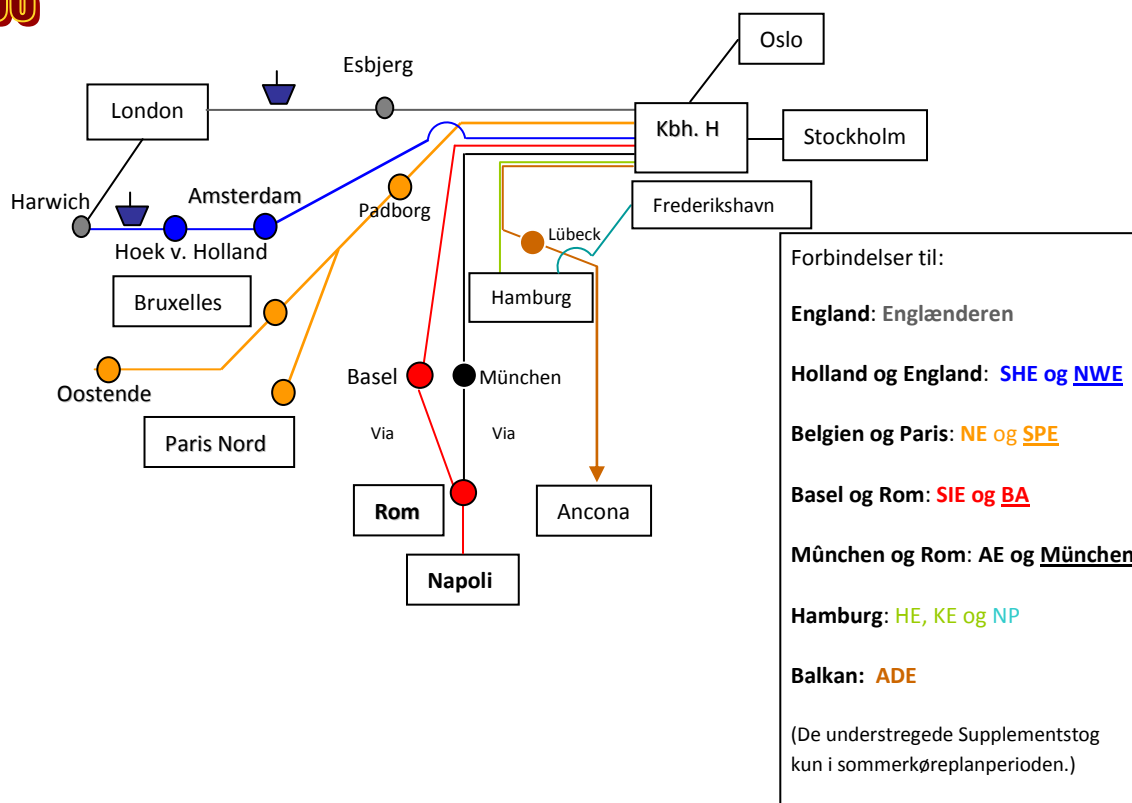 Oslo
Esbjerg
London
Kbh. H
Stockholm
Harwich
Amsterdam
Padborg
Frederikshavn
Hoek v. Holland
Lübeck
Bruxelles
Hamburg
Basel
München
Oostende
Paris Nord
Via
Via
Rom
Ancona
Napoli
Forbindelser til:
England: Englænderen
Holland og England: SHE og NWE
Belgien og Paris: NE og SPE
Basel og Rom: SIE og BA
Mûnchen og Rom: AE og München
Hamburg: HE, KE og NP
Balkan: ADE
(De understregede Supplementstog
kun i sommerkøreplanperioden.)